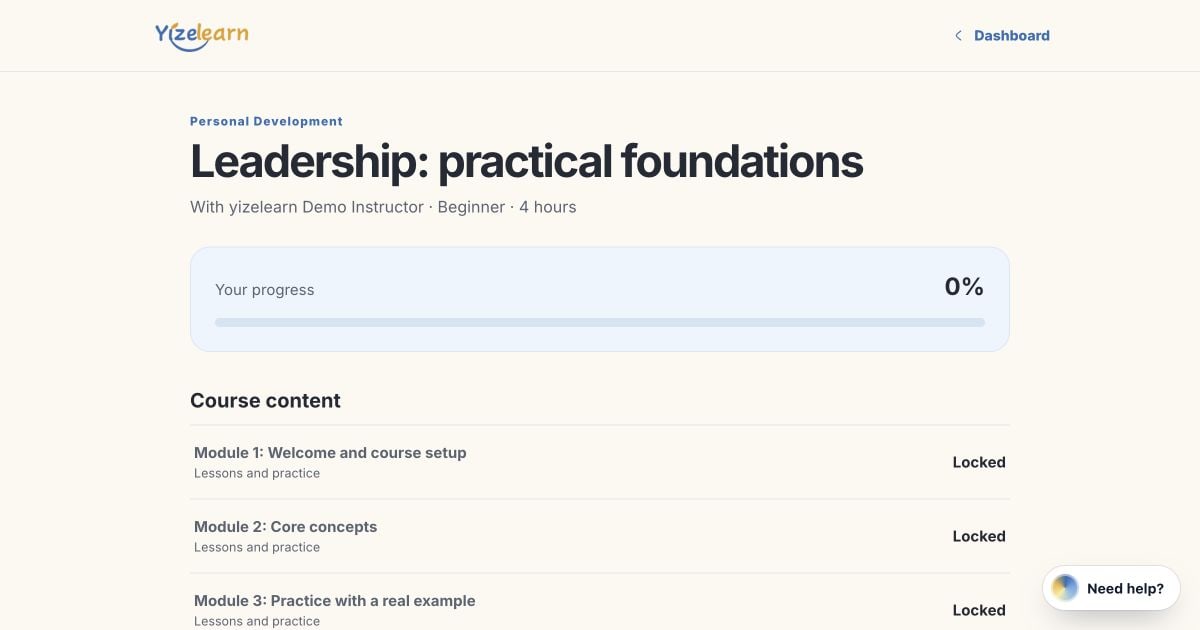 Yizelearn
Dashboard
Personal Development
Leadership: practical foundations
With yizelearn Demo Instructor · Beginner · 4 hours
Your progress
0%
Course content
Module 1: Welcome and course setup
Lessons and practice
Locked
Module 2: Core concepts
Lessons and practice
Locked
Module 3: Practice with a real example
Lessons and practice
Locked
Need help?